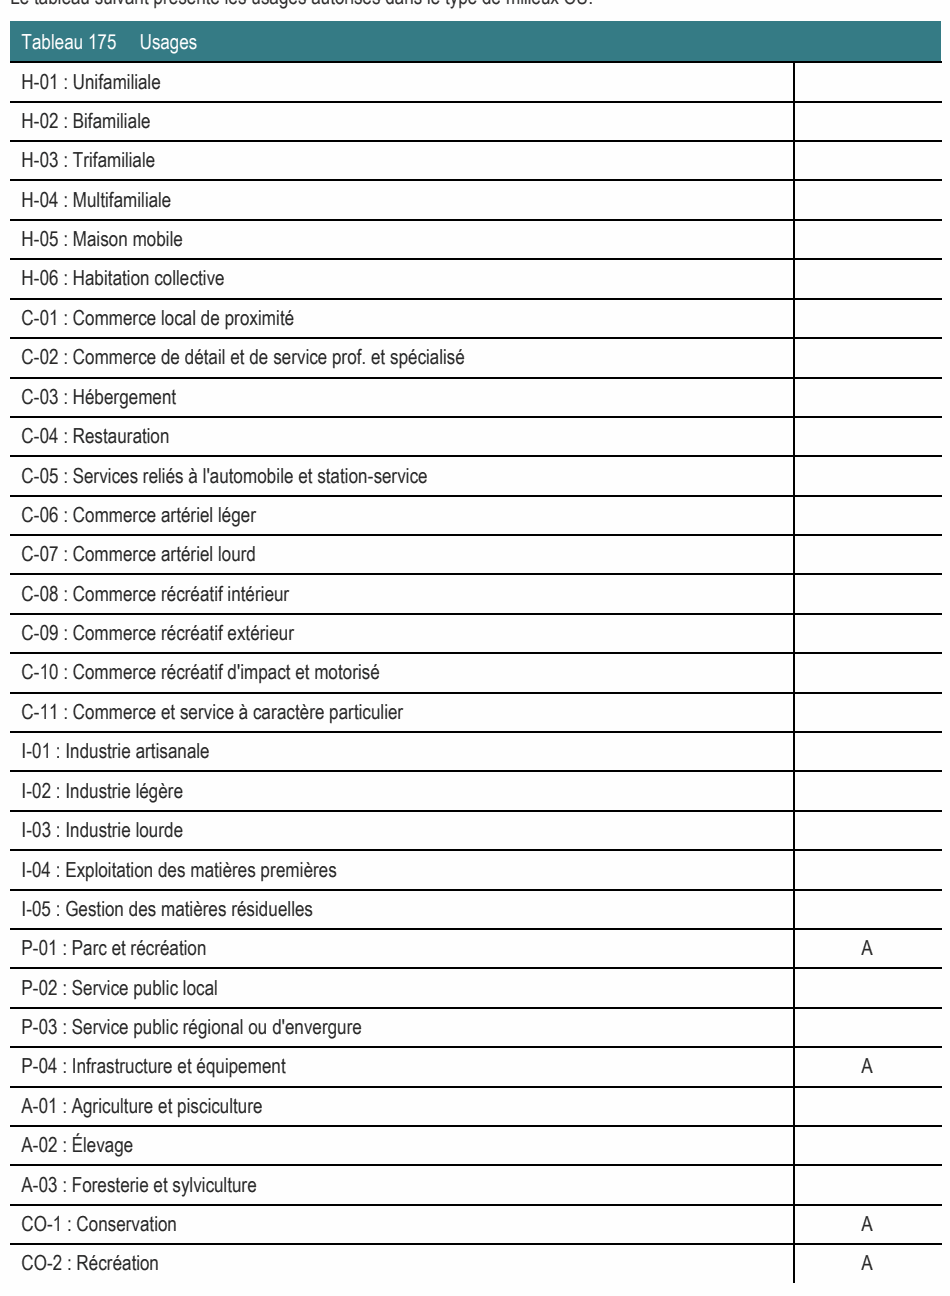 Le tableau suivant présente les usages autorisés dans le type de milieux
Tableau 175 Usages
H-01 : Unifamiliale
H-02 : Bifamiliale
H-03 : Trifamiliale
H-04 : Multifamiliale
H-05 : Maison mobile
H-06 : Habitation collective
C-01 : Commerce local de proximité
C-02 : Commerce de détail et de service prof. et spécialisé
C-03 : Hébergement
C-04 : Restauration
C-05 : Services reliés à l'automobile et station-service
C-06 : Commerce artériel léger
C-07 : Commerce artériel lourd
C-08 : Commerce récréatif intérieur
C-09 : Commerce récréatif extérieur
C-10 : Commerce récréatif d'impact et motorisé
C-11 : Commerce et service à caractère particulier
I-01 : Industrie artisanale
I-02 : Industrie légère
I-03 : Industrie lourde
I-04 : Exploitation des matières premières
I-05 : Gestion des matières résiduelles
P-01 : Parc et récréation A
P-02 : Service public local
P-03 : Service public régional ou d'envergure
P-04 : Infrastructure et équipement A
A-01 : Agriculture et pisciculture
A-02 : Élevage
A-03 : Foresterie et sylviculture
CO-1 : Conservation A
CO-2 : Récréation A